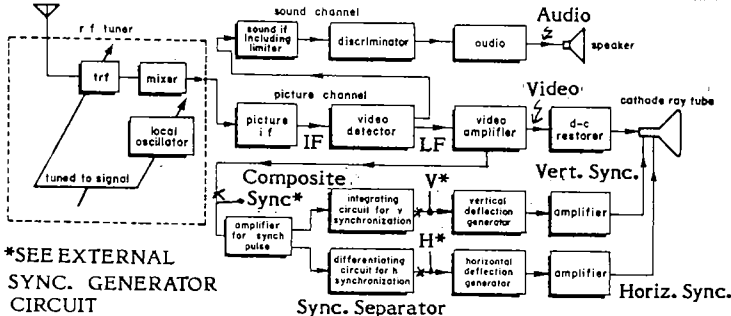 sound channel
Audio
r f tuner
sound if
including
limiter
discriminator
audio
speaker
trf
mixer
picture channel
Video
cathode ray tube
picture
i f
video
detector
video
amplifier
d-c
restorer
local
oscillator
IF
LF
tuned to signal
Composite
Sync*
V*
Vert. Sync.
integrating
circuit for v
synchronization
vertical
deflection
generator
amplifier
amplifier
for synch
pulse
H*
*SEE EXTERNAL
SYNC. GENERATOR
CIRCUIT
differentiating
circuit for h
synchronization
horizontal
deflection
generator
amplifier
Horiz. Sync.
Sync. Separator